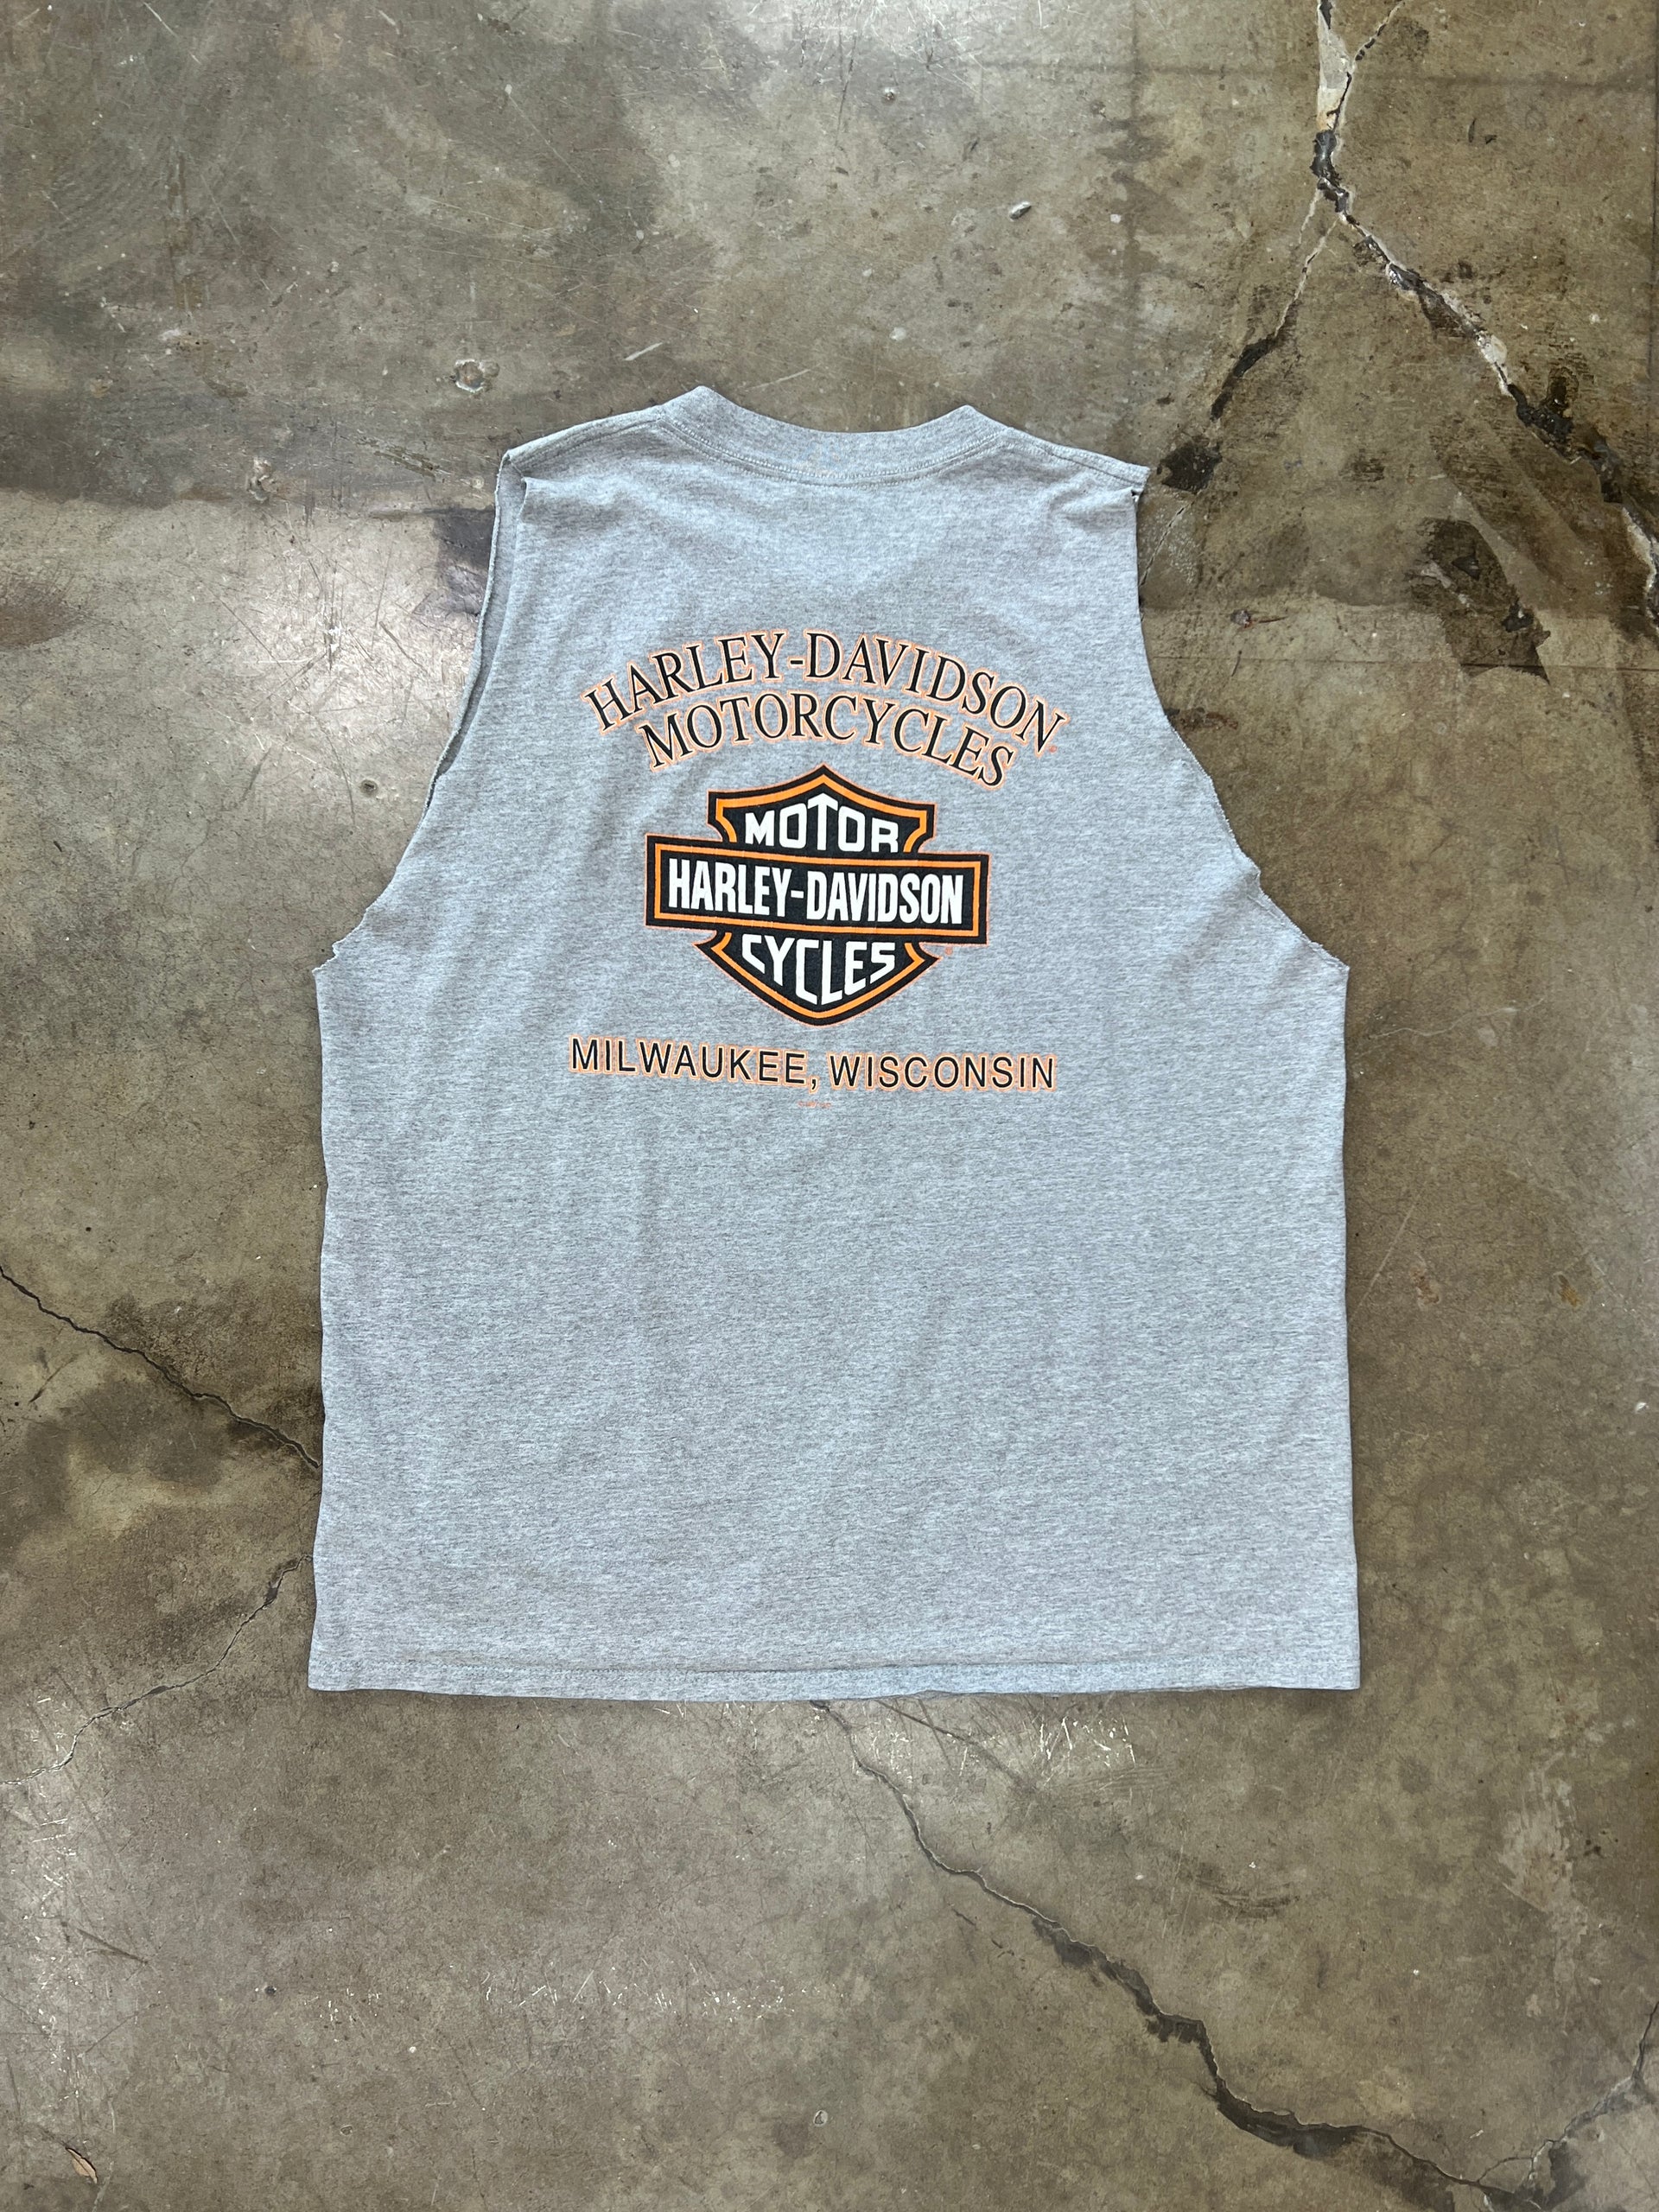 HARLEY-DAVIDSON
MOTORCYCLES
MOTOR
HARLEY-DAVIDSON
CYCLES
MILWAUKEE, WISCONSIN